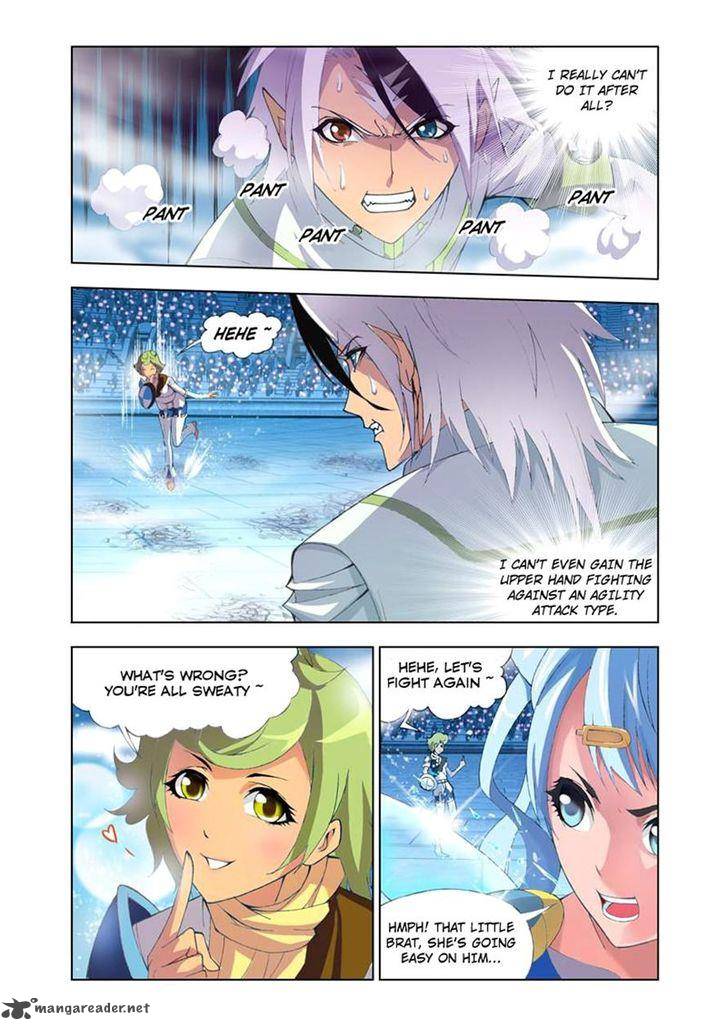 I REALLY CAN'T
DO IT AFTER
ALL?
PANT
PANT
PANT
PANT
PANT
HEHE ~
I CAN'T EVEN GAIN THE
UPPER HAND FIGHTING
AGAINST AN AGILITY
ATTACK TYPE.
WHAT'S WRONG?
YOU'RE ALL SWEATY ~
HEHE, LET'S
FIGHT AGAIN ~
HMPH! THAT LITTLE
BRAT, SHE'S GOING
EASY ON HIM...
mangareader.net